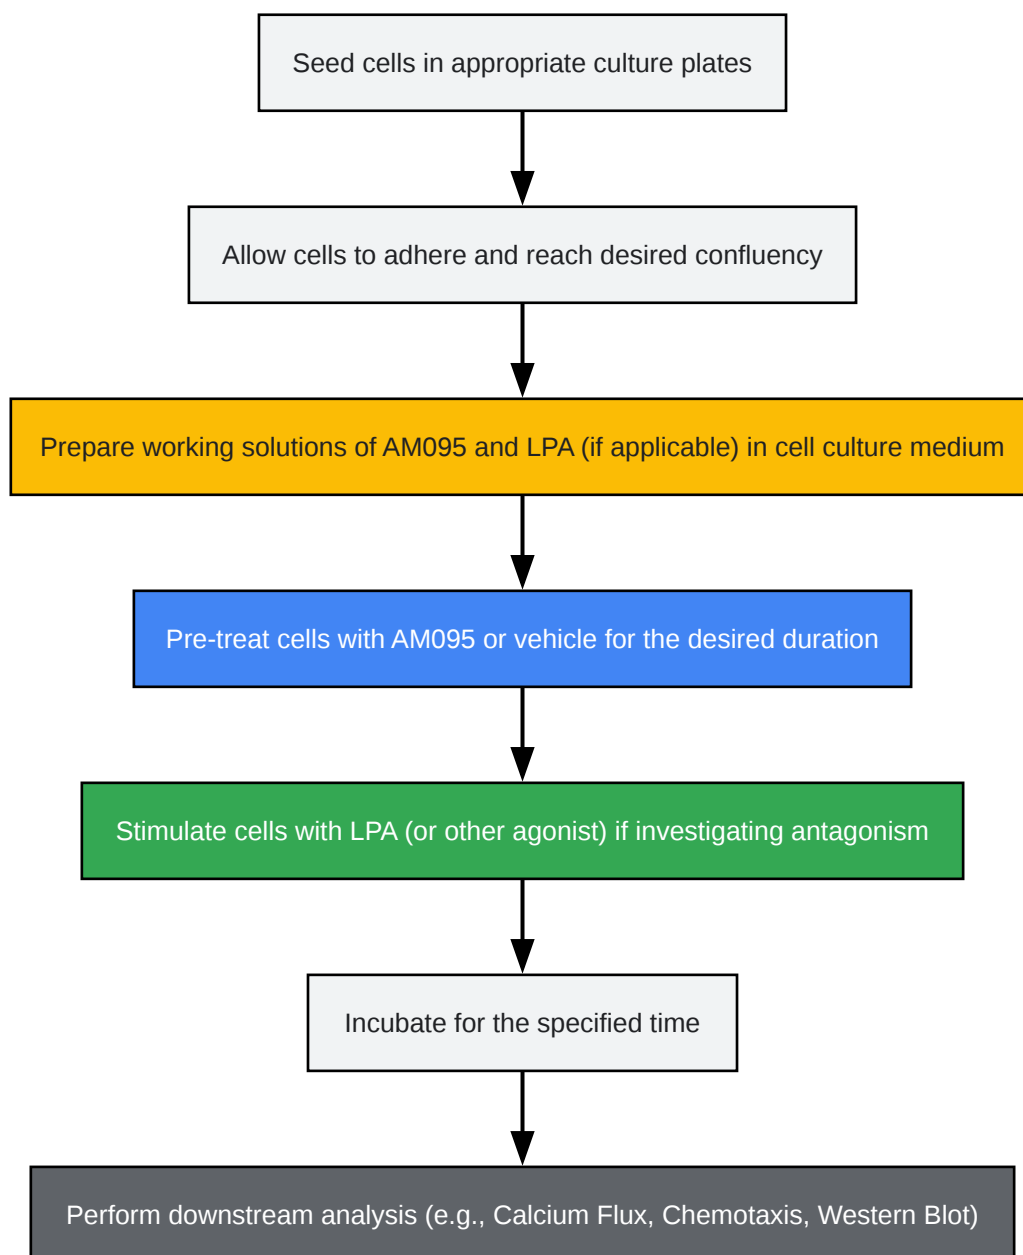 Seed cells in appropriate culture plates
Allow cells to adhere and reach desired confluency
Prepare working solutions of AM095 and LPA (if applicable) in cell culture medium
Pre-treat cells with AM095 or vehicle for the desired duration
Stimulate cells with LPA (or other agonist) if investigating antagonism
Incubate for the specified time
Perform downstream analysis (e.g., Calcium Flux, Chemotaxis, Western Blot)